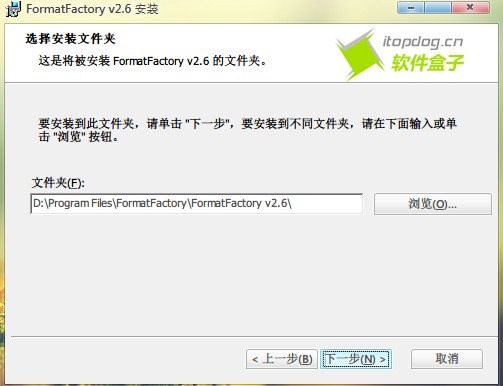 FormatFactory v2.6 安装
选择安装文件夹
这是将被安装 FormatFactory v2.6 的文件夹。
itopdog.cn
软件盒子
要安装到此文件夹，请单击 "下一步"，要安装到不同文件夹，请在下面输入或单
击 "浏览" 按钮。
文件夹(F):
D:\Program Files\FormatFactory\FormatFactory v2.6\
浏览(O)...
< 上一步(B)
下一步(N) >
取消